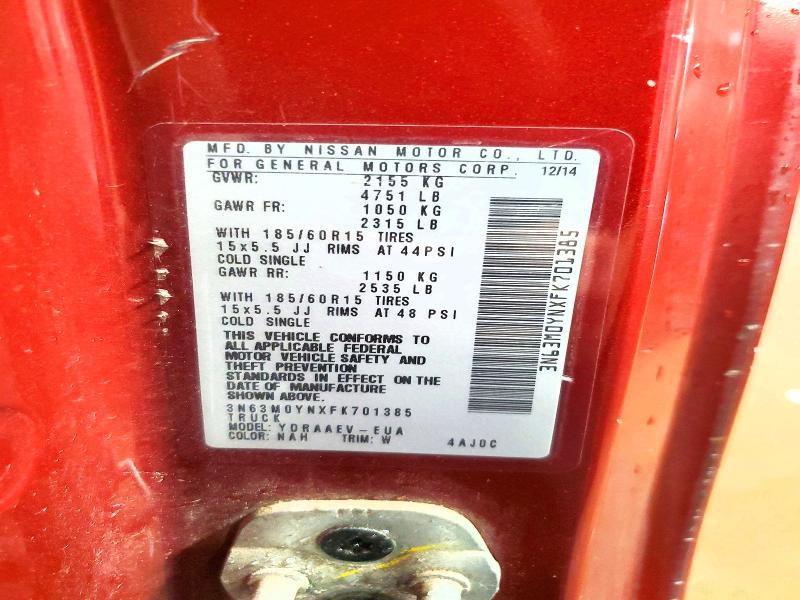 MFD. BY NISSAN MOTOR CO., LTD.
FOR GENERAL MOTORS CORP. 12/14
GVWR: 2155 KG
4751 LB
GAWR FR: 1050 KG
2315 LB
WITH 185/60R15 TIRES
15x5.5 JJ RIMS AT 44PSI
COLD SINGLE
GAWR RR: 1150 KG
2535 LB
WITH 185/60R15 TIRES
15x5.5 JJ RIMS AT 48 PSI
COLD SINGLE
THIS VEHICLE CONFORMS TO
ALL APPLICABLE FEDERAL
MOTOR VEHICLE SAFETY AND
THEFT PREVENTION
STANDARDS IN EFFECT ON THE
DATE OF MANUFACTURE
SHOWN ABOVE.
3N63M0YNXFK701385
TRUCK
MODEL: YDRAAEV-EUA
COLOR: NAH TRIM: W 4AJ0C
3N63M0YNXFK701385